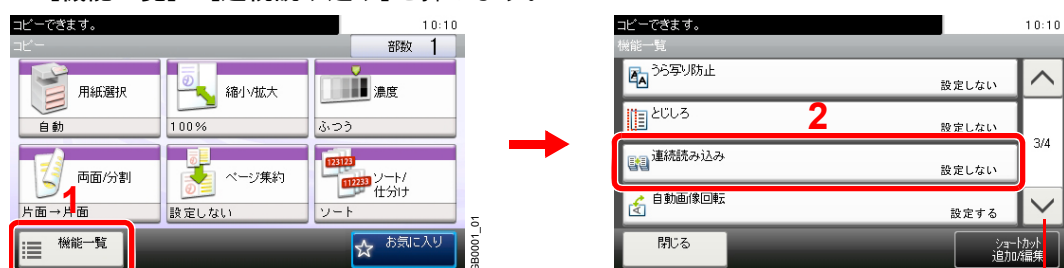 コピーできます。 10:10
コピー 部数 1
用紙選択
自動
縮小/拡大
100%
濃度
ふつう
両面/分割
片面→片面
ページ集約
設定しない
ソート/
仕分け
ソート
1
機能一覧
お気に入り
GB0001_01
コピーできます。 10:10
機能一覧
うら写り防止
設定しない
とじしろ
設定しない
2
連続読み込み
設定しない
3/4
自動画像回転
設定する
閉じる
ショートカット
追加/編集